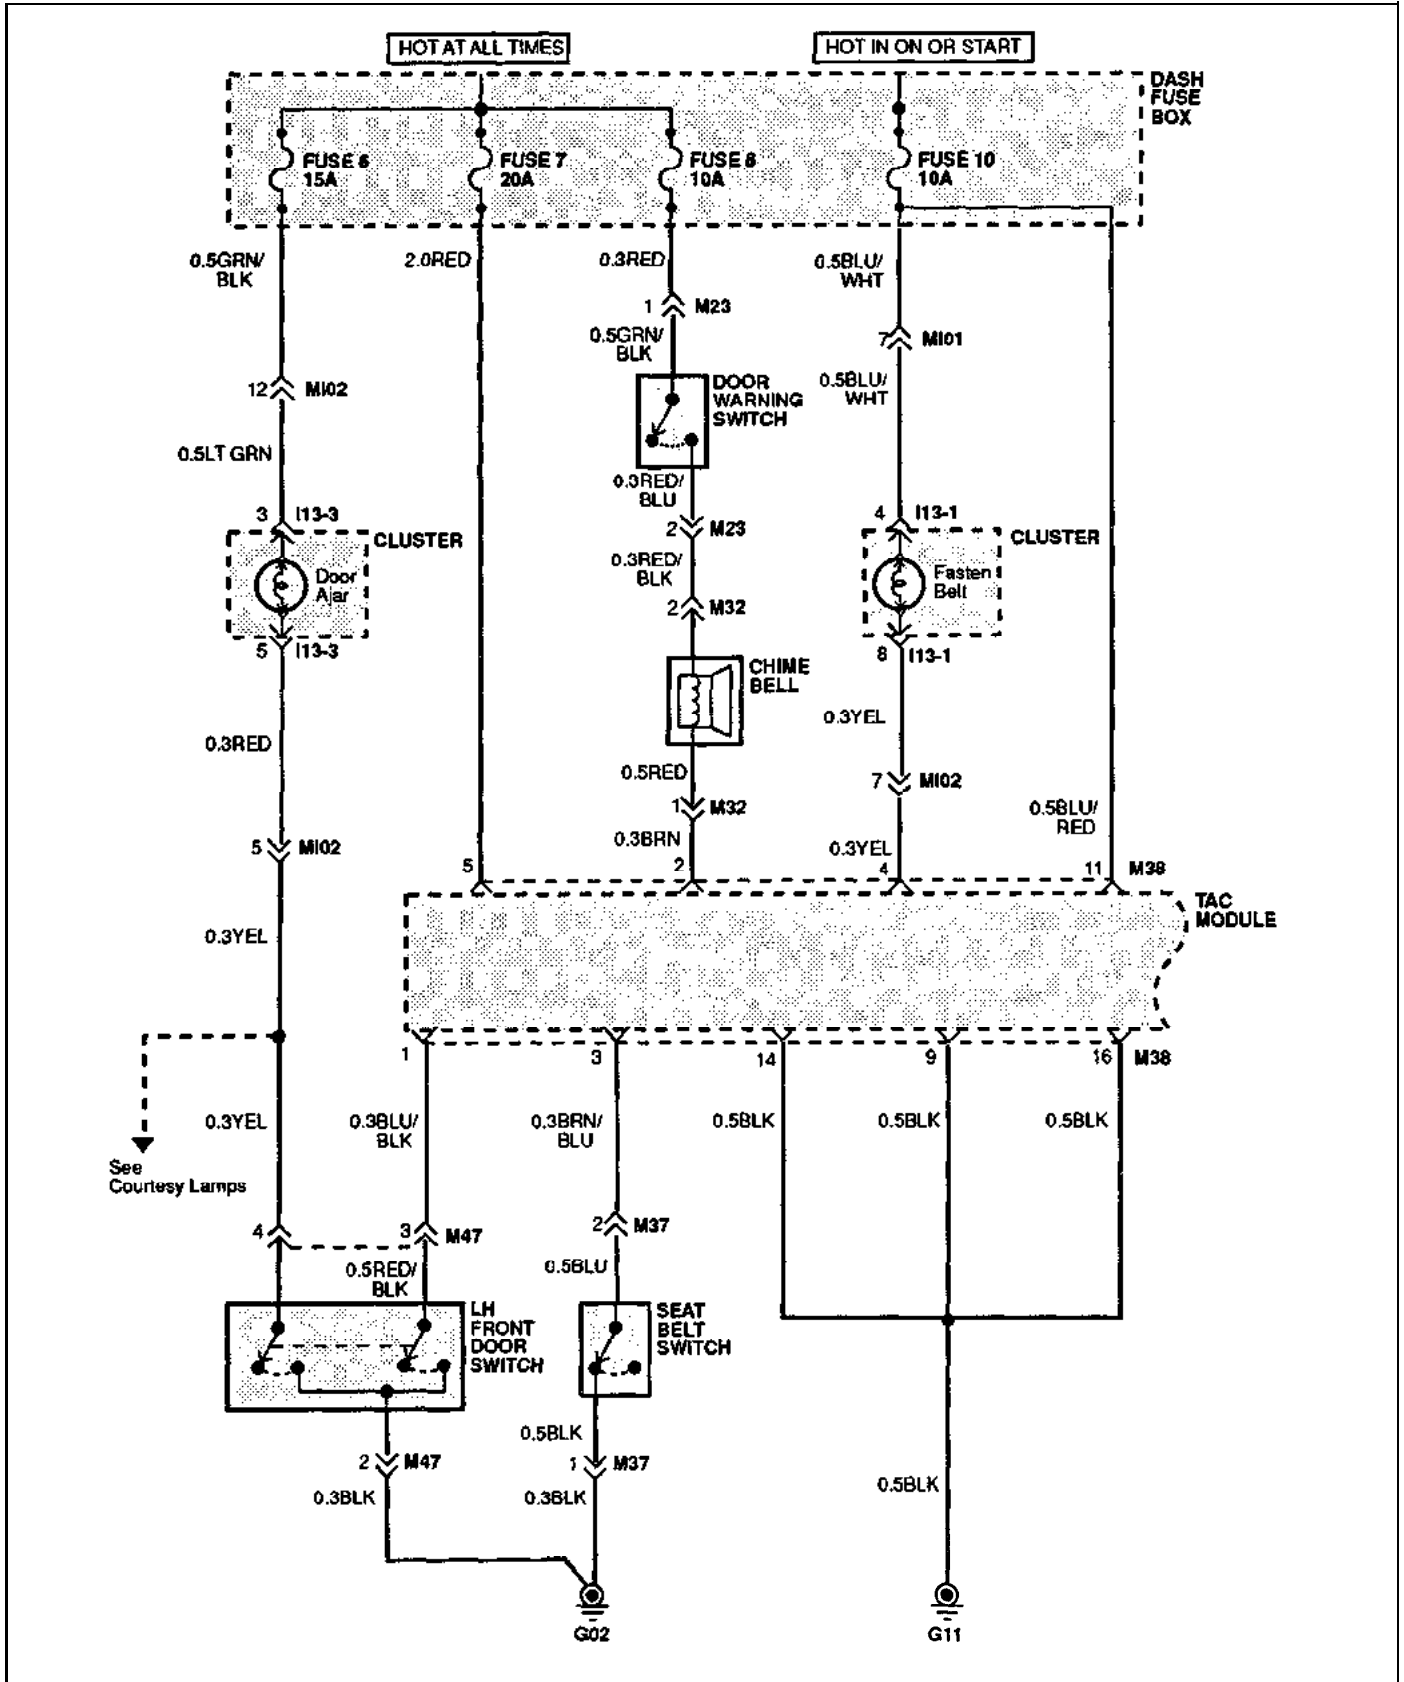 HOT AT ALL TIMES
HOT IN ON OR START
DASH
FUSE
BOX
FUSE 6
15A
FUSE 7
20A
FUSE 8
10A
FUSE 10
10A
0.5GRN/
BLK
2.0RED
0.3RED
0.5BLU/
WHT
1 M23
0.5GRN/
BLK
7 MI01
12 MI02
DOOR
WARNING
SWITCH
0.5BLU/
WHT
0.5LT GRN
0.3RED/
BLU
3 I13-3
2 M23
4 I13-1
CLUSTER
CLUSTER
0.3RED/
BLK
Door
Ajar
Fasten
Belt
2 M32
5 I13-3
8 I13-1
CHIME
BELL
0.3YEL
0.3RED
0.5RED
7 MI02
1 M32
0.5BLU/
RED
0.3BRN
5 MI02
0.3YEL
5
2
4
11 M38
TAC
MODULE
0.3YEL
1
3
14
9
16 M38
0.3YEL
0.3BLU/
BLK
0.3BRN/
BLU
0.5BLK
0.5BLK
0.5BLK
See
Courtesy Lamps
4
3 M47
2 M37
0.5RED/
BLK
0.5BLU
LH
FRONT
DOOR
SWITCH
SEAT
BELT
SWITCH
0.5BLK
2 M47
1 M37
0.3BLK
0.3BLK
0.5BLK
G02
G11